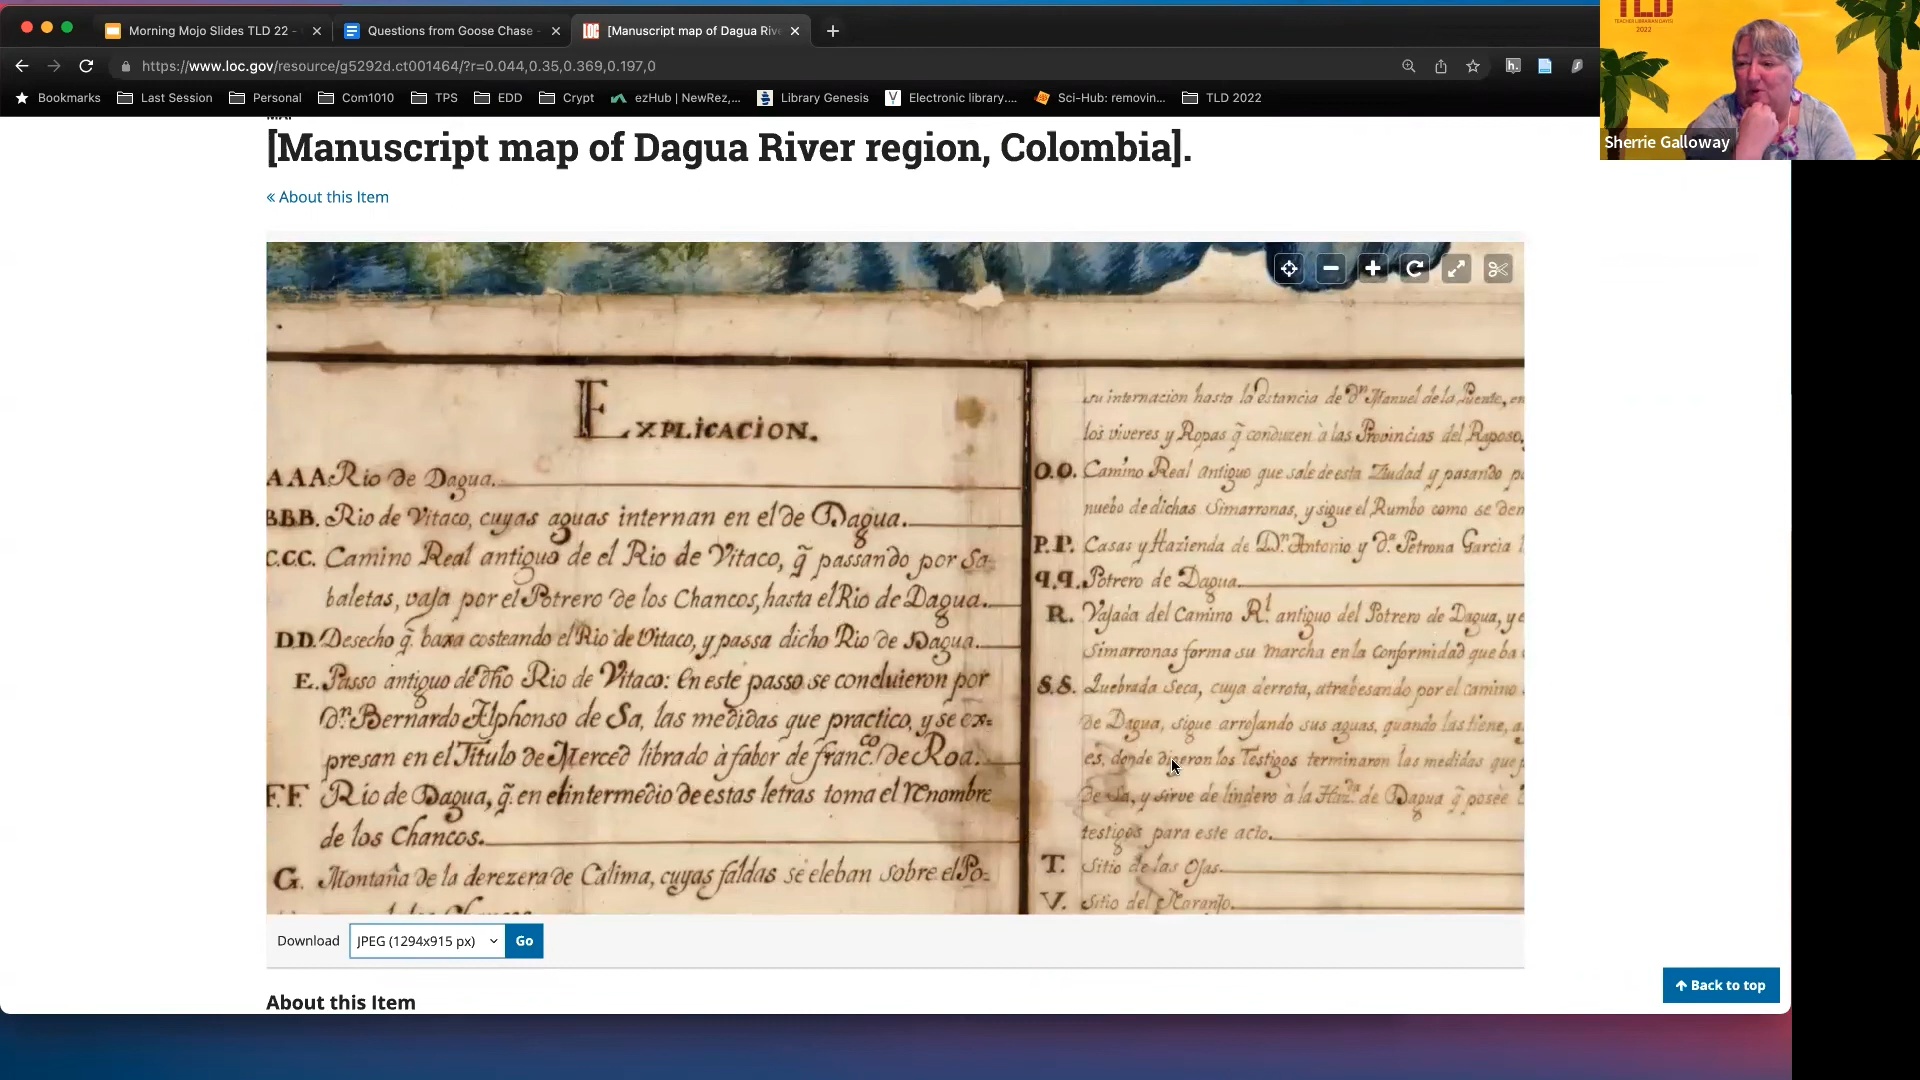 Morning Mojo Slides TLD 22 -
Questions from Goose Chase -
[Manuscript map of Dagua Rive
https://www.loc.gov/resource/g5292d.ct001464/?r=0.044,0.35,0.369,0.197,0
Bookmarks Last Session Personal Com1010 TPS EDD Crypt ezHub | NewRez,... Library Genesis Electronic library.... Sci-Hub: removin... TLD 2022
TLD
2022
Sherrie Galloway
[Manuscript map of Dagua River region, Colombia].
« About this Item
EXPLICACION.
AAA. Rio de Dagua.
B.B.B. Rio de Vitaco, cuyas aguas internan en el de Dagua.
C.C.C. Camino Real antiguo de el Rio de Vitaco, q̃ passando por Sa-
baletas, vaja por el Potrero de los Chancos, hasta el Rio de Dagua.
D.D. Desecho q̃ baxa costeando el Rio de Vitaco, y passa dicho Rio de Dagua.
E. Passo antiguo de dho Rio de Vitaco: En este passo se concluieron por
Dn. Bernardo Alphonso de Sa, las medidas que practico, y se ex=
presan en el Titulo de Merced librado à fabor de franco. de Roa.
F.F. Rio de Dagua, q̃ en el intermedio de estas letras toma el renombre
de los Chancos.
G. Montaña de la derezera de Calima, cuyas faldas se eleban sobre el Po=
su internacion hasta la estancia de Dn Manuel de la Puente, en
los viveres y Ropas q̃ conduzen à las Provincias del Raposo,
O.O. Camino Real antiguo que sale de esta Ziudad y pasando p
nuebo de dichas Simarronas, y sigue el Rumbo como se den
P.P. Casas y Hazienda de Dn. Antonio y Da. Petrona Garcia
q.q. Potrero de Dagua.
R. Vajada del Camino Rl. antiguo del Potrero de Dagua, y e
Simarronas forma su marcha en la Conformidad que ba
S.S. Quebrada Seca, cuya derrota, atrabesando por el camino
de Dagua, sigue arrojando sus aguas, quando las tiene, a
es, donde dijeron los Testigos terminaron las medidas que p
de Sa, y sirve de lindero à la Hazda. de Dagua q̃ posèe
testigos para este acto.
T. Sitio de las Ojas.
V. Sitio del Naranjo.
Download JPEG (1294x915 px) Go
About this Item
Back to top